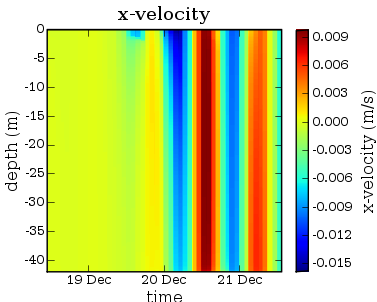 x-velocity
0
-5
-10
-15
-20
-25
-30
-35
-40
depth (m)
19 Dec
20 Dec
21 Dec
time
0.009
0.006
0.003
0.000
-0.003
-0.006
-0.009
-0.012
-0.015
x-velocity (m/s)